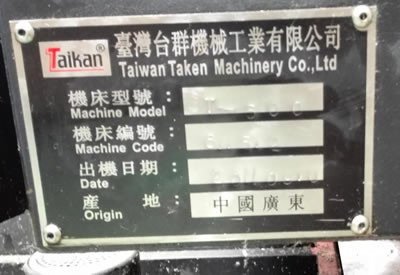 Taikan®
臺灣台群機械工業有限公司
Taiwan Taken Machinery Co.,Ltd
機床型號：
Machine Model
機床編號：
Machine Code
出機日期：
Date
產 地： 中國廣東
Origin